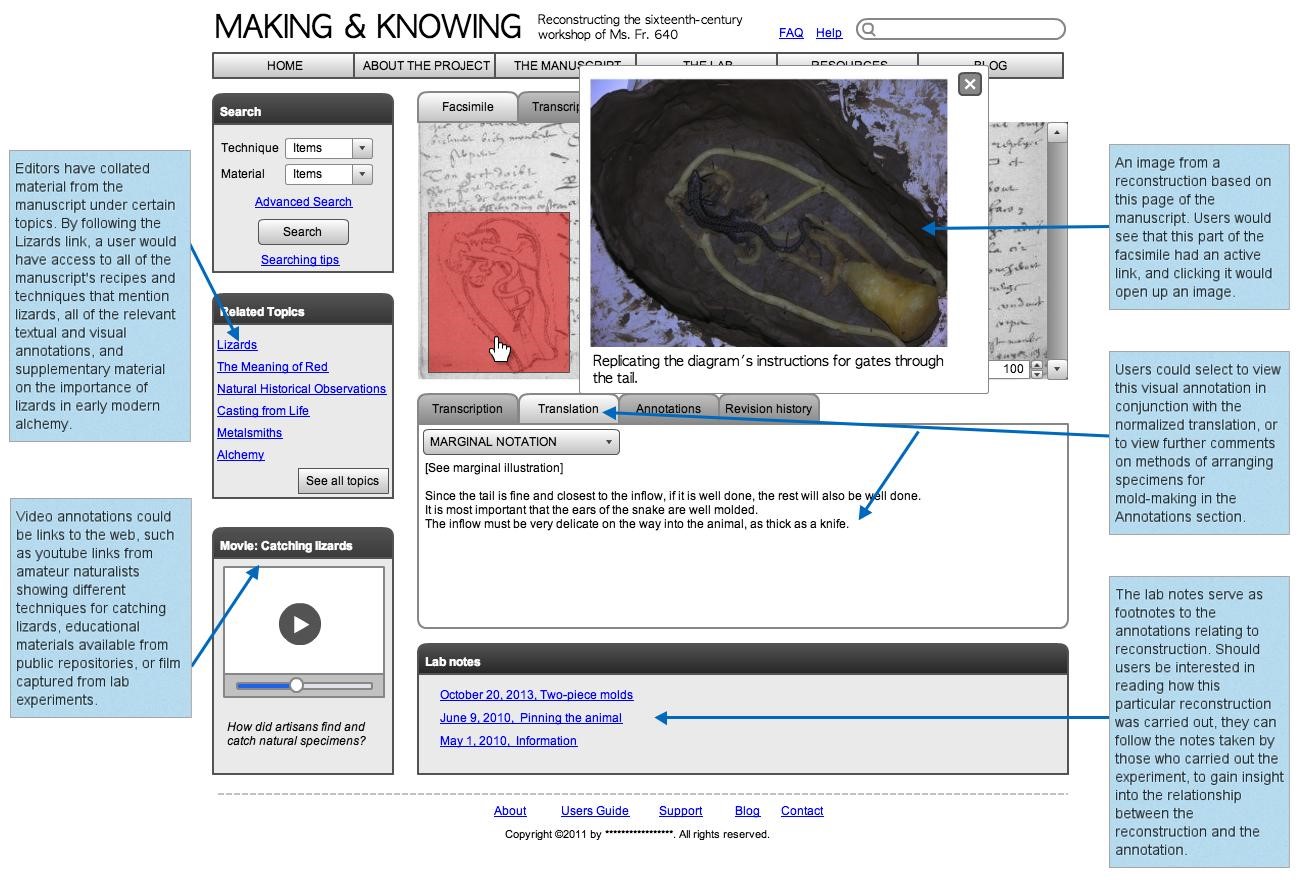 MAKING & KNOWING
Reconstructing the sixteenth-century
workshop of Ms. Fr. 640
FAQ Help
HOME ABOUT THE PROJECT THE MANUSCRIPT THE LAB RESOURCES BLOG
Search
Technique Items
Material Items
Advanced Search
Search
Searching tips
Related Topics
Lizards
The Meaning of Red
Natural Historical Observations
Casting from Life
Metalsmiths
Alchemy
See all topics
Movie: Catching lizards
How did artisans find and
catch natural specimens?
Facsimile Transcrip
Replicating the diagram's instructions for gates through
the tail.
100
Transcription Translation Annotations Revision history
MARGINAL NOTATION
[See marginal illustration]
Since the tail is fine and closest to the inflow, if it is well done, the rest will also be well done.
It is most important that the ears of the snake are well molded.
The inflow must be very delicate on the way into the animal, as thick as a knife.
Lab notes
October 20, 2013, Two-piece molds
June 9, 2010, Pinning the animal
May 1, 2010, Information
About Users Guide Support Blog Contact
Copyright ©2011 by *****************. All rights reserved.
Editors have collated
material from the
manuscript under certain
topics. By following the
Lizards link, a user would
have access to all of the
manuscript's recipes and
techniques that mention
lizards, all of the relevant
textual and visual
annotations, and
supplementary material
on the importance of
lizards in early modern
alchemy.
Video annotations could
be links to the web, such
as youtube links from
amateur naturalists
showing different
techniques for catching
lizards, educational
materials available from
public repositories, or film
captured from lab
experiments.
An image from a
reconstruction based on
this page of the
manuscript. Users would
see that this part of the
facsimile had an active
link, and clicking it would
open up an image.
Users could select to view
this visual annotation in
conjunction with the
normalized translation, or
to view further comments
on methods of arranging
specimens for
mold-making in the
Annotations section.
The lab notes serve as
footnotes to the
annotations relating to
reconstruction. Should
users be interested in
reading how this
particular reconstruction
was carried out, they can
follow the notes taken by
those who carried out the
experiment, to gain insight
into the relationship
between the
reconstruction and the
annotation.